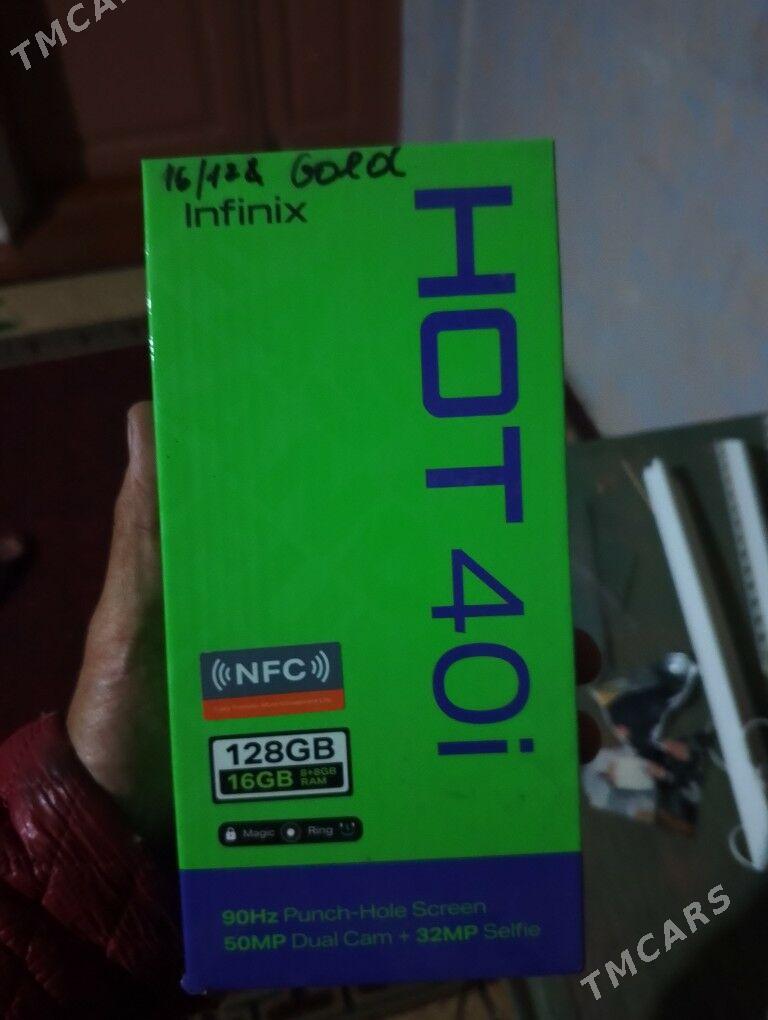 TMCARS
16/128 Gold
Infinix
HOT 40i
NFC
128GB
16GB 8+8GB RAM
Magic Ring
90Hz Punch-Hole Screen
50MP Dual Cam + 32MP Selfie
TMCARS